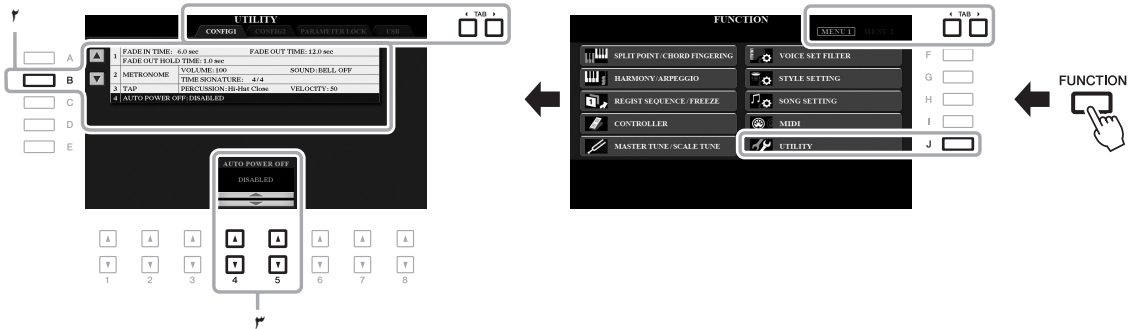 ٢
UTILITY
CONFIG1 CONFIG2 PARAMETER LOCK USB
TAB
A
B
C
D
E
1 FADE IN TIME: 6.0 sec FADE OUT TIME: 12.0 sec
FADE OUT HOLD TIME: 1.0 sec
2 METRONOME VOLUME: 100 SOUND: BELL OFF
TIME SIGNATURE: 4/4
3 TAP PERCUSSION: Hi-Hat Close VELOCITY: 50
4 AUTO POWER OFF: DISABLED
AUTO POWER OFF
DISABLED
1 2 3 4 5 6 7 8
٣
FUNCTION
MENU 1 MENU 2
TAB
SPLIT POINT / CHORD FINGERING VOICE SET FILTER F
HARMONY/ARPEGGIO STYLE SETTING G
REGIST SEQUENCE / FREEZE SONG SETTING H
CONTROLLER MIDI I
MASTER TUNE / SCALE TUNE UTILITY J
FUNCTION